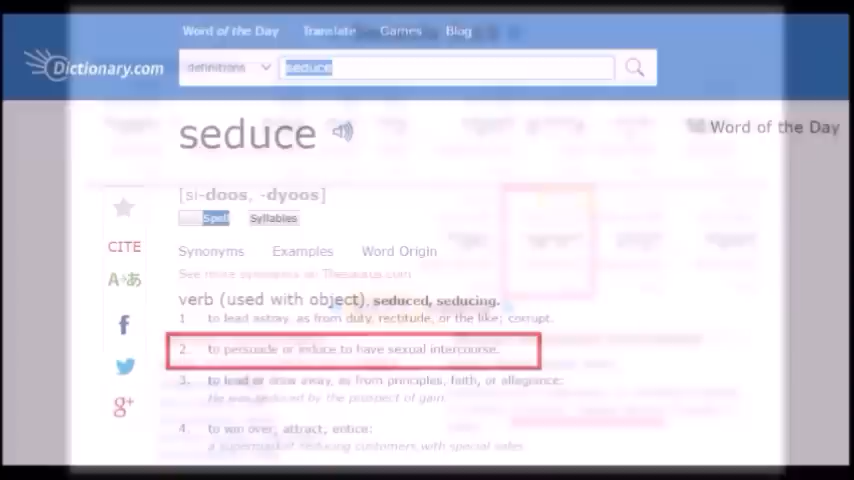 Word of the Day Translate Games Blog
Dictionary.com definitions seduce
seduce
Word of the Day
[si-doos, -dyoos]
Spell Syllables
CITE
Synonyms Examples Word Origin
See more synonyms on Thesaurus.com
verb (used with object), seduced, seducing.
1. to lead astray, as from duty, rectitude, or the like; corrupt.
2. to persuade or induce to have sexual intercourse.
3. to lead or draw away, as from principles, faith, or allegiance:
He was seduced by the prospect of gain.
4. to win over; attract; entice:
a supermarket seducing customers with special sales.